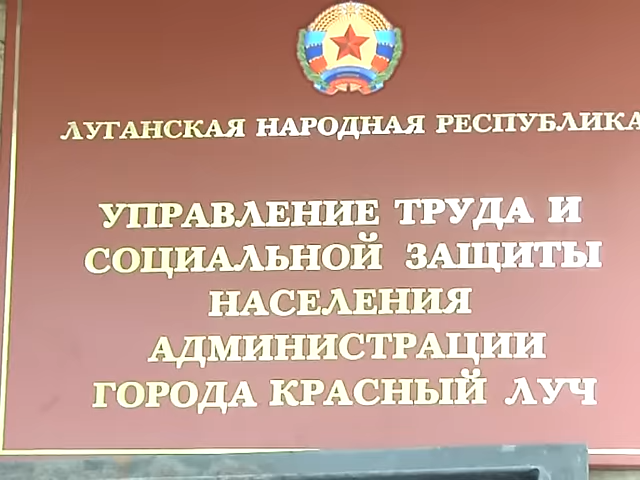 ЛУГАНСКАЯ НАРОДНАЯ РЕСПУБЛИКА
УПРАВЛЕНИЕ ТРУДА И
СОЦИАЛЬНОЙ ЗАЩИТЫ
НАСЕЛЕНИЯ
АДМИНИСТРАЦИИ
ГОРОДА КРАСНЫЙ ЛУЧ